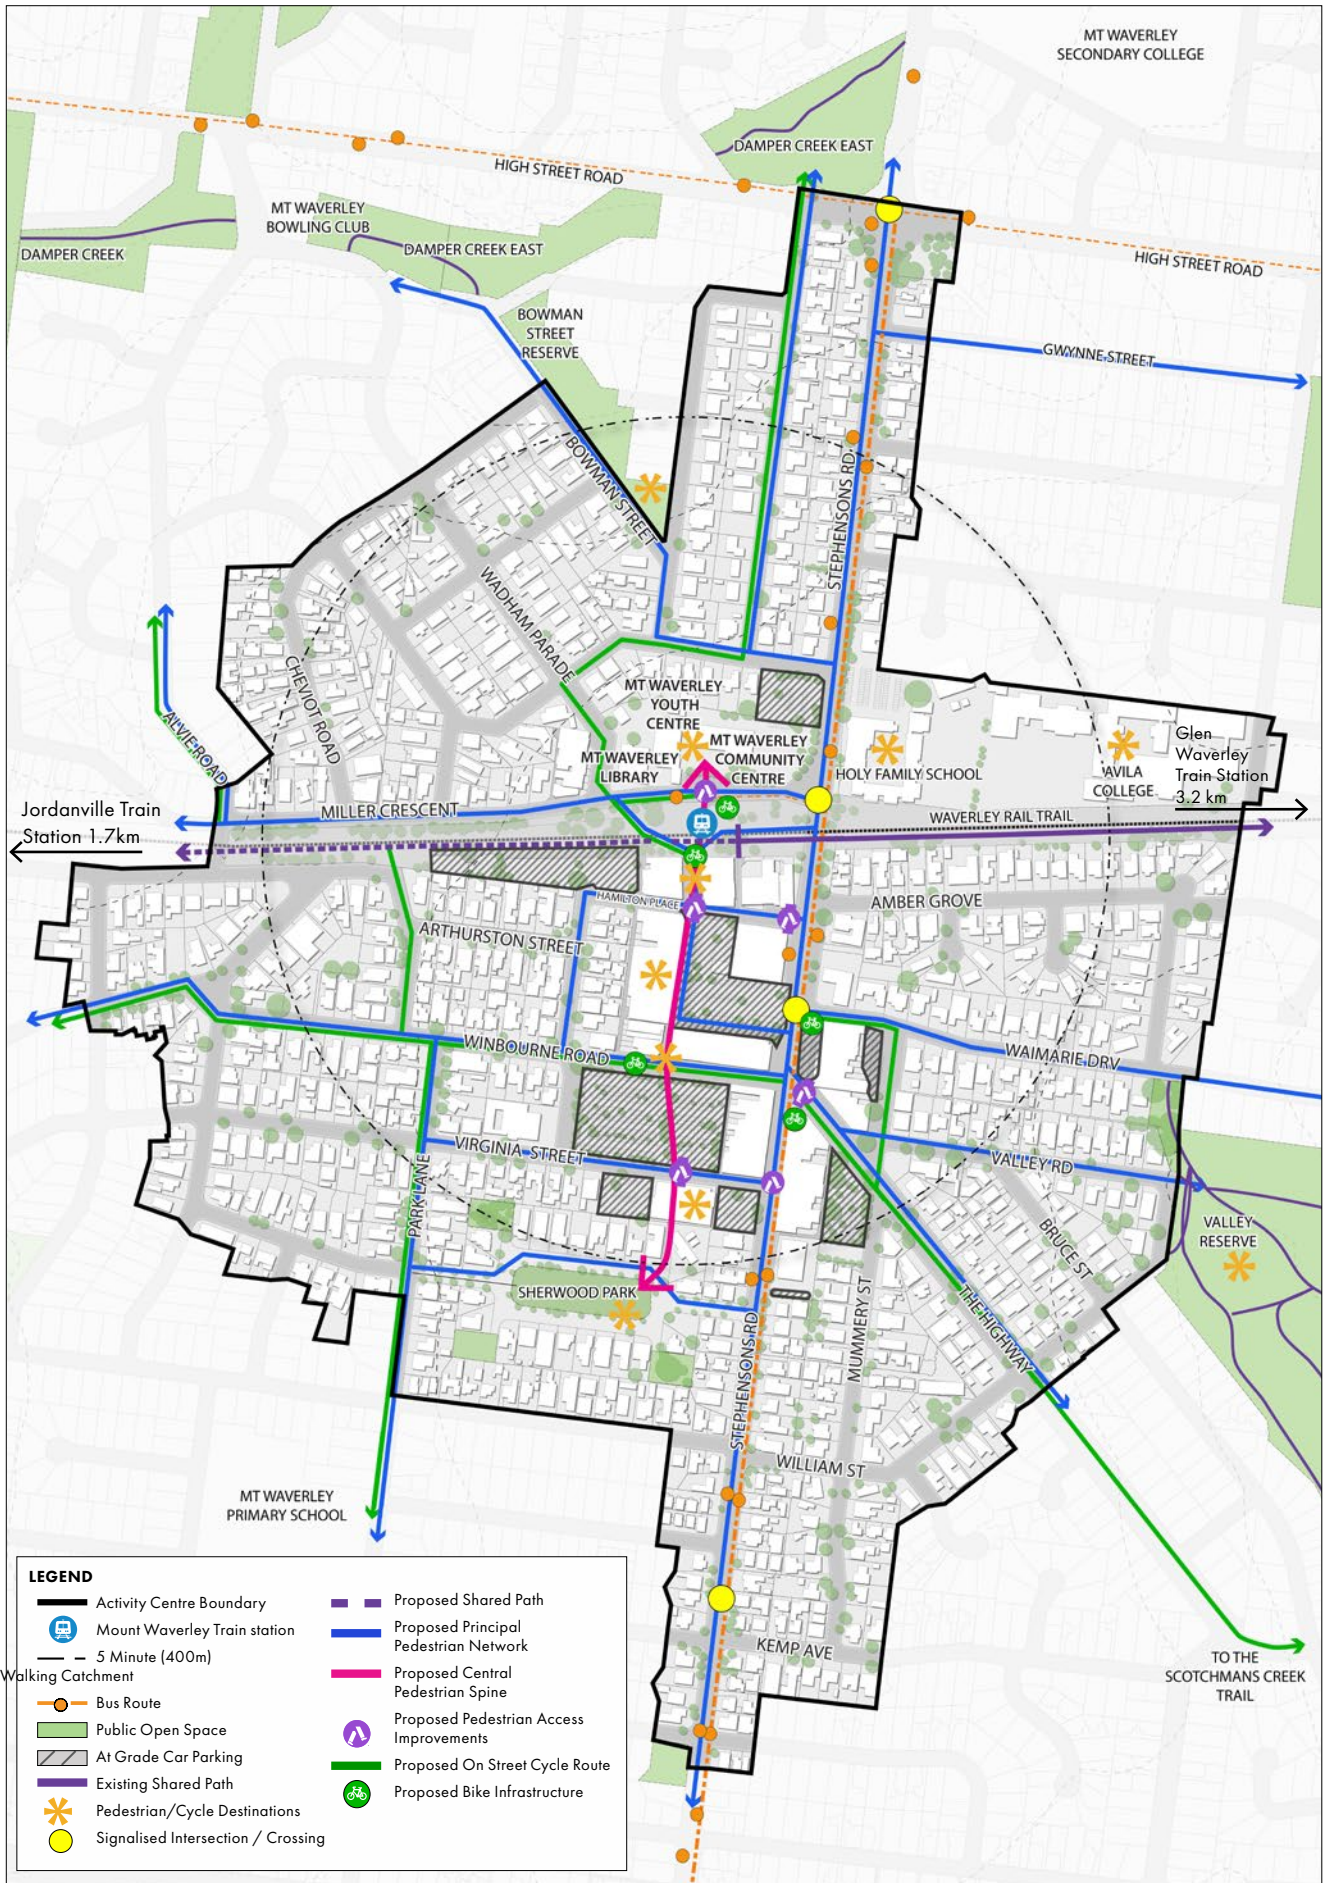 MT WAVERLEY
SECONDARY COLLEGE
DAMPER CREEK EAST
HIGH STREET ROAD
MT WAVERLEY
BOWLING CLUB
DAMPER CREEK
DAMPER CREEK EAST
HIGH STREET ROAD
BOWMAN
STREET
RESERVE
GWYNNE STREET
BOWMAN STREET
STEPHENSONS RD
WADHAM PARADE
CHEVIOT ROAD
MT WAVERLEY
YOUTH
CENTRE
ALVIE ROAD
MT WAVERLEY
COMMUNITY
CENTRE
MT WAVERLEY
LIBRARY
HOLY FAMILY SCHOOL
AVILA
COLLEGE
Glen
Waverley
Train Station
3.2 km
Jordanville Train
Station 1.7km
MILLER CRESCENT
WAVERLEY RAIL TRAIL
HAMILTON PLACE
AMBER GROVE
ARTHURSTON STREET
WINBOURNE ROAD
WAIMARIE DRV
VIRGINIA STREET
VALLEY RD
PARK LANE
BRUCE ST
VALLEY
RESERVE
SHERWOOD PARK
MUMMERY ST
THE HIGHWAY
STEPHENSONS RD
WILLIAM ST
MT WAVERLEY
PRIMARY SCHOOL
KEMP AVE
TO THE
SCOTCHMANS CREEK
TRAIL
LEGEND
Activity Centre Boundary
Mount Waverley Train station
5 Minute (400m)
Walking Catchment
Bus Route
Public Open Space
At Grade Car Parking
Existing Shared Path
Pedestrian/Cycle Destinations
Signalised Intersection / Crossing
Proposed Shared Path
Proposed Principal
Pedestrian Network
Proposed Central
Pedestrian Spine
Proposed Pedestrian Access
Improvements
Proposed On Street Cycle Route
Proposed Bike Infrastructure